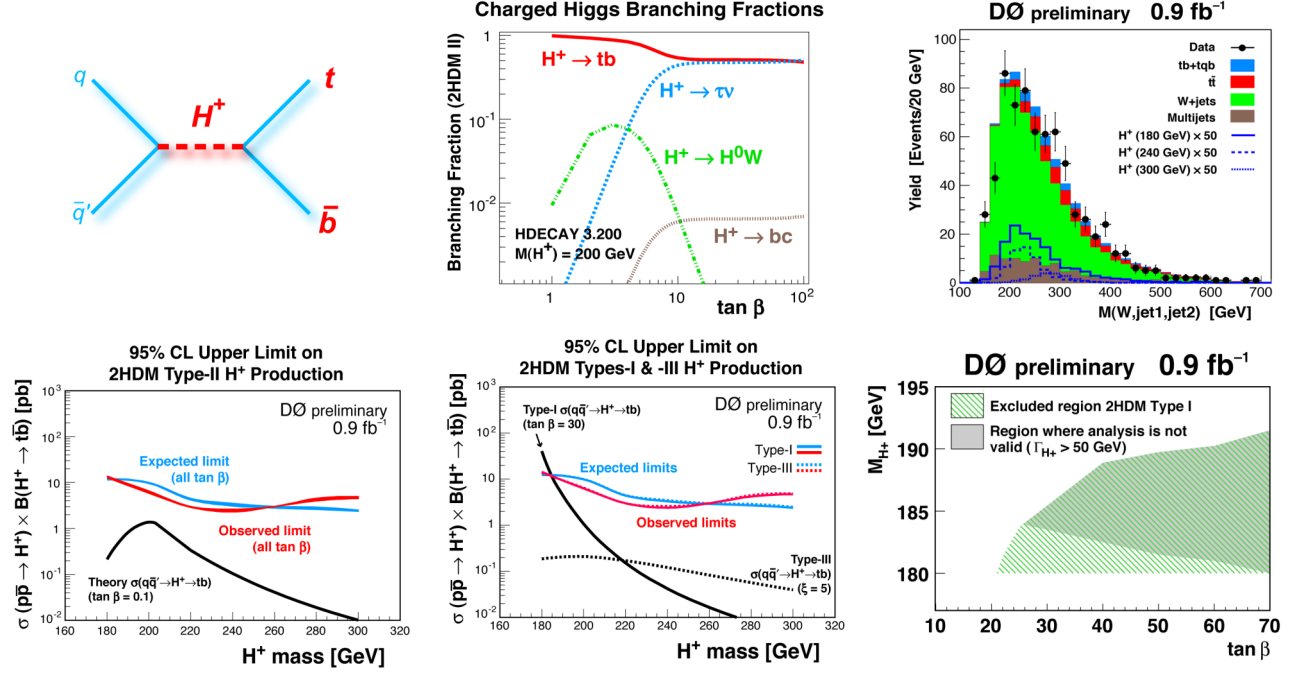 q
q̄′
H⁺
t
b̄
Charged Higgs Branching Fractions
Branching Fraction (2HDM II)
1
10⁻¹
10⁻²
H⁺ → tb
H⁺ → τν
H⁺ → H⁰W
H⁺ → bc
HDECAY 3.200
M(H⁺) = 200 GeV
1 10 10²
tan β
DØ preliminary 0.9 fb⁻¹
Yield [Events/20 GeV]
100
80
60
40
20
0
Data
tb+tqb
tt̄
W+jets
Multijets
H⁺ (180 GeV) × 50
H⁺ (240 GeV) × 50
H⁺ (300 GeV) × 50
100 200 300 400 500 600 700
M(W,jet1,jet2) [GeV]
95% CL Upper Limit on
2HDM Type-II H⁺ Production
σ (pp̄ → H⁺) × B(H⁺ → tb̄) [pb]
10³
10²
10
1
10⁻¹
10⁻²
DØ preliminary
0.9 fb⁻¹
Expected limit
(all tan β)
Observed limit
(all tan β)
Theory σ(qq̄′→H⁺→tb)
(tan β = 0.1)
160 180 200 220 240 260 280 300 320
H⁺ mass [GeV]
95% CL Upper Limit on
2HDM Types-I & -III H⁺ Production
σ (pp̄ → H⁺) × B(H⁺ → tb̄) [pb]
10³
10²
10
1
10⁻¹
10⁻²
Type-I σ(qq̄′→H⁺→tb)
(tan β = 30)
DØ preliminary
0.9 fb⁻¹
Type-I
Type-III
Expected limits
Observed limits
Type-III
σ(qq̄′→H⁺→tb)
(ξ = 5)
160 180 200 220 240 260 280 300 320
H⁺ mass [GeV]
DØ preliminary 0.9 fb⁻¹
M_H+ [GeV]
195
190
184
180
Excluded region 2HDM Type I
Region where analysis is not
valid (Γ_H+ > 50 GeV)
10 20 30 40 50 60 70
tan β